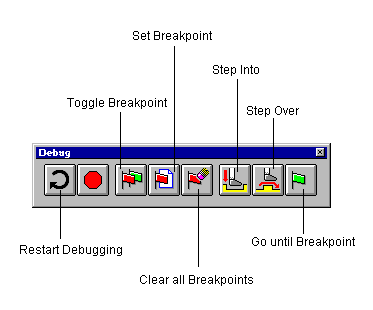 Set Breakpoint
Step Into
Toggle Breakpoint
Step Over
Debug
Restart Debugging
Go until Breakpoint
Clear all Breakpoints